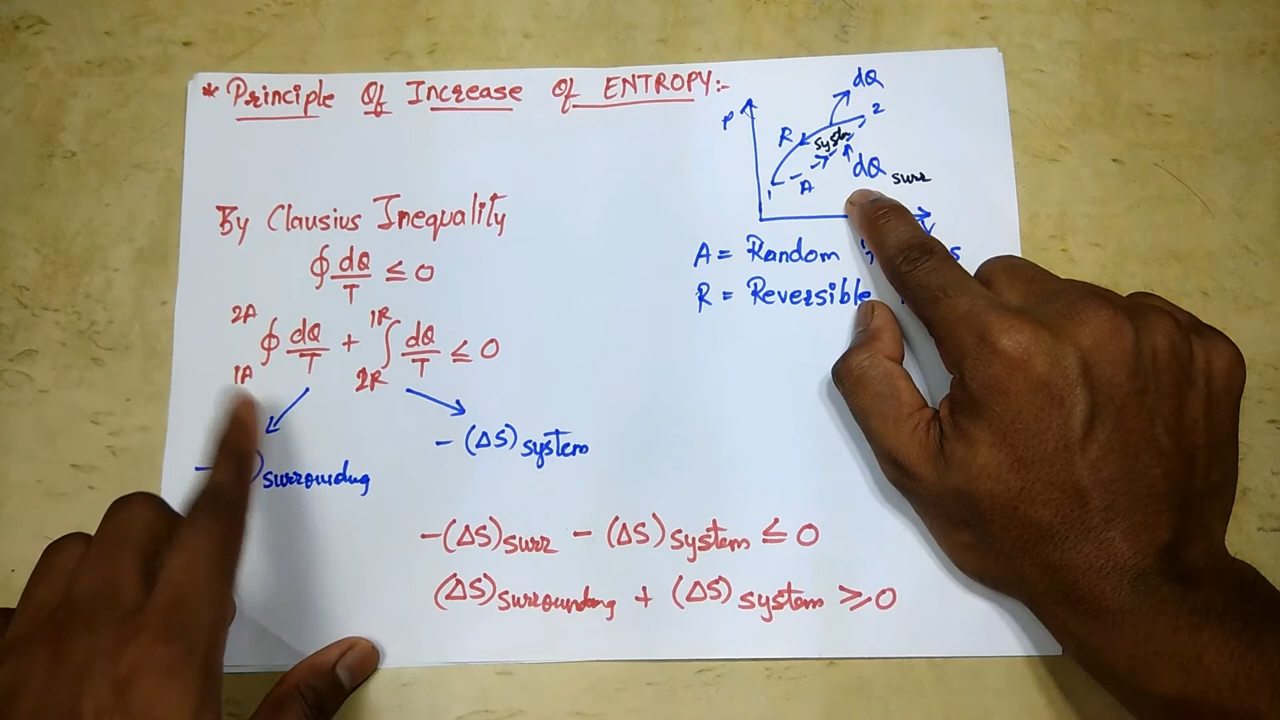 * Principle Of Increase Of ENTROPY:-
dQ
P
R
2
System
dQ surr
1
A
By Clausius Inequality
A = Random
R = Reversible
∮ dQ/T ≤ 0
2A 1A ∮ dQ/T + 1R 2R ∫ dQ/T ≤ 0
- (ΔS) system
surrounding
-(ΔS) surr - (ΔS) system ≤ 0
(ΔS) surrounding + (ΔS) system ≥ 0